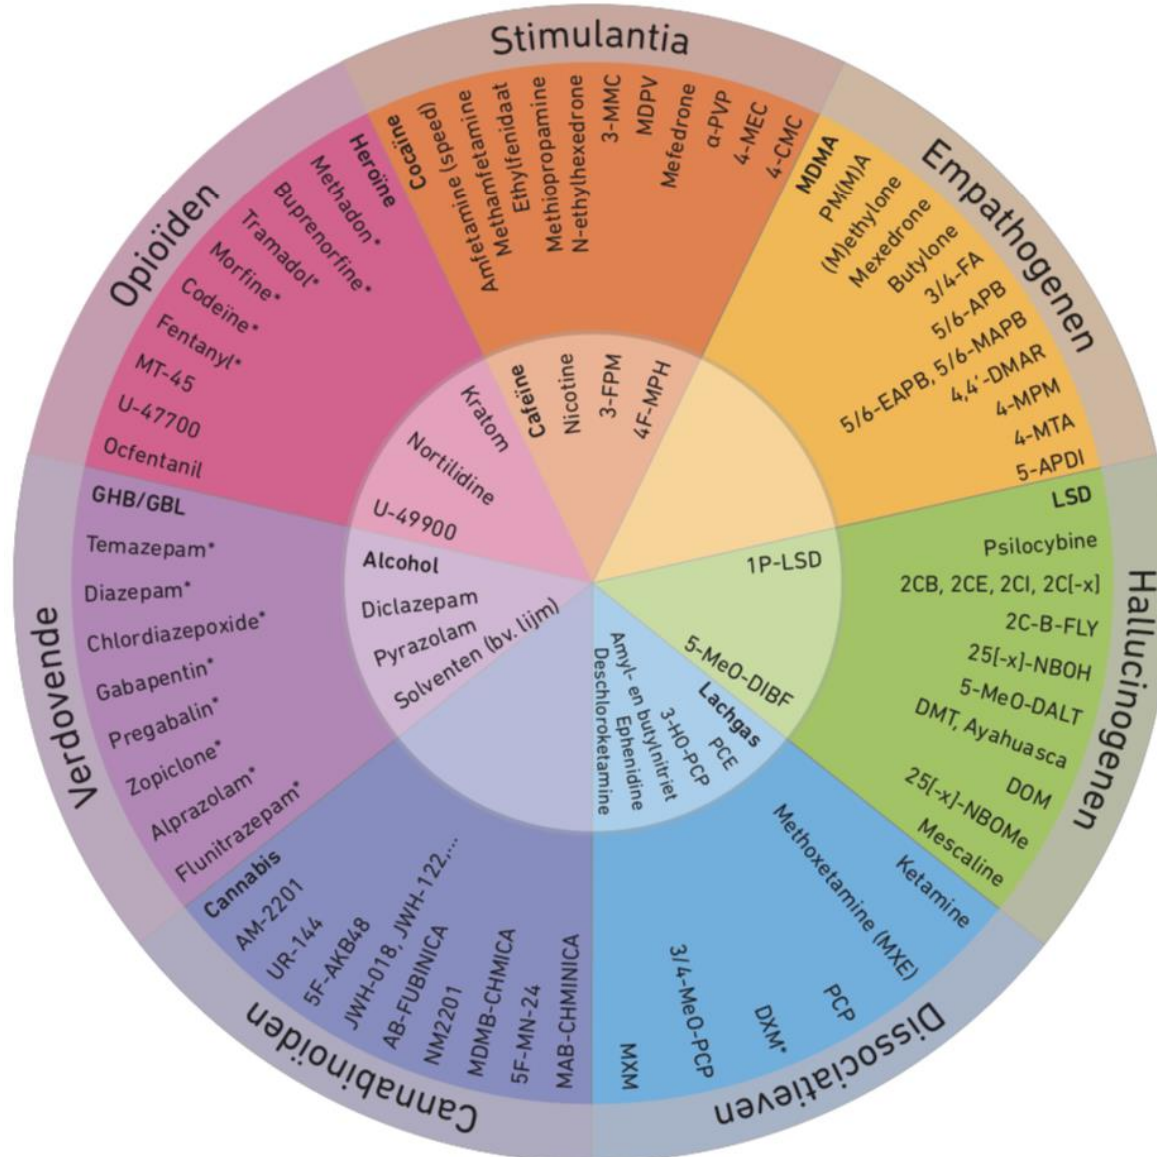 Stimulantia
Cocaïne
Amfetamine (speed)
Methamfetamine
Ethylfenidaat
Methiopropamine
N-ethylhexedrone
3-MMC
MDPV
Mefedrone
α-PVP
4-MEC
4-CMC
Cafeïne
Nicotine
3-FPM
4F-MPH
Empathogenen
MDMA
PM(M)A
(M)ethylone
Mexedrone
Butylone
3/4-FA
5/6-APB
5/6-EAPB, 5/6-MAPB
4,4'-DMAR
4-MPM
4-MTA
5-APDI
Hallucinogenen
LSD
Psilocybine
2CB, 2CE, 2CI, 2C[-x]
2C-B-FLY
25[-x]-NBOH
5-MeO-DALT
DMT, Ayahuasca
DOM
25[-x]-NBOMe
Mescaline
1P-LSD
5-MeO-DIBF
Dissociatieven
Ketamine
Methoxetamine (MXE)
PCP
DXM*
3/4-MeO-PCP
MXM
Lachgas
PCE
3-HO-PCP
Amyl- en butylnitriet
Ephenidine
Deschloroketamine
Cannabinoïden
MAB-CHMINICA
5F-MN-24
MDMB-CHMICA
NM2201
AB-FUBINICA
JWH-018, JWH-122,...
5F-AKB48
UR-144
AM-2201
Cannabis
Verdovende
GHB/GBL
Temazepam*
Diazepam*
Chlordiazepoxide*
Gabapentin*
Pregabalin*
Zopiclone*
Alprazolam*
Flunitrazepam*
Alcohol
Diclazepam
Pyrazolam
Solventen (bv. lijm)
Opioïden
Heroïne
Methadon*
Buprenorfine*
Tramadol*
Morfine*
Codeïne*
Fentanyl*
MT-45
U-47700
Ocfentanil
Kratom
Nortilidine
U-49900